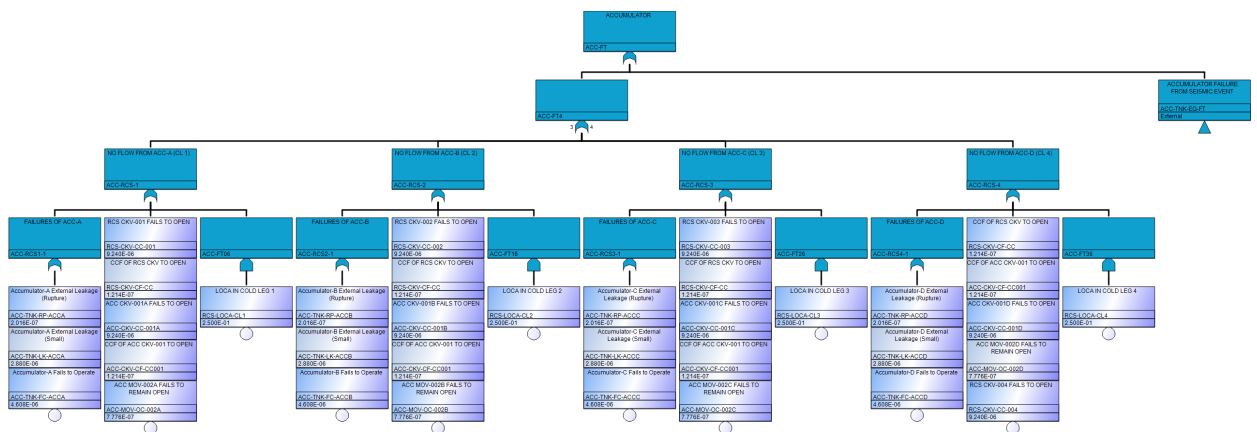 ACCUMULATOR
ACC-FT
ACC-FT4
ACCUMULATOR FAILURE
FROM SEISMIC EVENT
ACC-TNK-EQ-FT
External
3 4
NO FLOW FROM ACC-A (CL 1)
ACC-RCS-1
NO FLOW FROM ACC-B (CL 2)
ACC-RCS-2
NO FLOW FROM ACC-C (CL 3)
ACC-RCS-3
NO FLOW FROM ACC-D (CL 4)
ACC-RCS-4
FAILURES OF ACC-A
ACC-RCS1-1
Accumulator-A External Leakage
(Rupture)
ACC-TNK-RP-ACCA
2.016E-07
Accumulator-A External Leakage
(Small)
ACC-TNK-LK-ACCA
2.880E-06
Accumulator-A Fails to Operate
ACC-TNK-FC-ACCA
4.608E-06
RCS CKV-001 FAILS TO OPEN
RCS-CKV-CC-001
9.240E-06
CCF OF RCS CKV TO OPEN
RCS-CKV-CF-CC
1.214E-07
ACC CKV-001A FAILS TO OPEN
ACC-CKV-CC-001A
9.240E-06
CCF OF ACC CKV-001 TO OPEN
ACC-CKV-CF-CC001
1.214E-07
ACC MOV-002A FAILS TO
REMAIN OPEN
ACC-MOV-OC-002A
7.776E-07
ACC-FT06
LOCA IN COLD LEG 1
RCS-LOCA-CL1
2.500E-01
FAILURES OF ACC-B
ACC-RCS2-1
Accumulator-B External Leakage
(Rupture)
ACC-TNK-RP-ACCB
2.016E-07
Accumulator-B External Leakage
(Small)
ACC-TNK-LK-ACCB
2.880E-06
Accumulator-B Fails to Operate
ACC-TNK-FC-ACCB
4.608E-06
RCS CKV-002 FAILS TO OPEN
RCS-CKV-CC-002
9.240E-06
CCF OF RCS CKV TO OPEN
RCS-CKV-CF-CC
1.214E-07
ACC CKV-001B FAILS TO OPEN
ACC-CKV-CC-001B
9.240E-06
CCF OF ACC CKV-001 TO OPEN
ACC-CKV-CF-CC001
1.214E-07
ACC MOV-002B FAILS TO
REMAIN OPEN
ACC-MOV-OC-002B
7.776E-07
ACC-FT16
LOCA IN COLD LEG 2
RCS-LOCA-CL2
2.500E-01
FAILURES OF ACC-C
ACC-RCS3-1
Accumulator-C External
Leakage (Rupture)
ACC-TNK-RP-ACCC
2.016E-07
Accumulator-C External
Leakage (Small)
ACC-TNK-LK-ACCC
2.880E-06
Accumulator-C Fails to Operate
ACC-TNK-FC-ACCC
4.608E-06
RCS CKV-003 FAILS TO OPEN
RCS-CKV-CC-003
9.240E-06
CCF OF RCS CKV TO OPEN
RCS-CKV-CF-CC
1.214E-07
ACC CKV-001C FAILS TO OPEN
ACC-CKV-CC-001C
9.240E-06
CCF OF ACC CKV-001 TO OPEN
ACC-CKV-CF-CC001
1.214E-07
ACC MOV-002C FAILS TO
REMAIN OPEN
ACC-MOV-OC-002C
7.776E-07
ACC-FT26
LOCA IN COLD LEG 3
RCS-LOCA-CL3
2.500E-01
FAILURES OF ACC-D
ACC-RCS4-1
Accumulator-D External Leakage
(Rupture)
ACC-TNK-RP-ACCD
2.016E-07
Accumulator-D External
Leakage (Small)
ACC-TNK-LK-ACCD
2.880E-06
Accumulator-D Fails to Operate
ACC-TNK-FC-ACCD
4.608E-06
CCF OF RCS CKV TO OPEN
RCS-CKV-CF-CC
1.214E-07
CCF OF ACC CKV-001 TO OPEN
ACC-CKV-CF-CC001
1.214E-07
ACC CKV-001D FAILS TO OPEN
ACC-CKV-CC-001D
9.240E-06
ACC MOV-002D FAILS TO
REMAIN OPEN
ACC-MOV-OC-002D
7.776E-07
RCS CKV-004 FAILS TO OPEN
RCS-CKV-CC-004
9.240E-06
ACC-FT36
LOCA IN COLD LEG 4
RCS-LOCA-CL4
2.500E-01